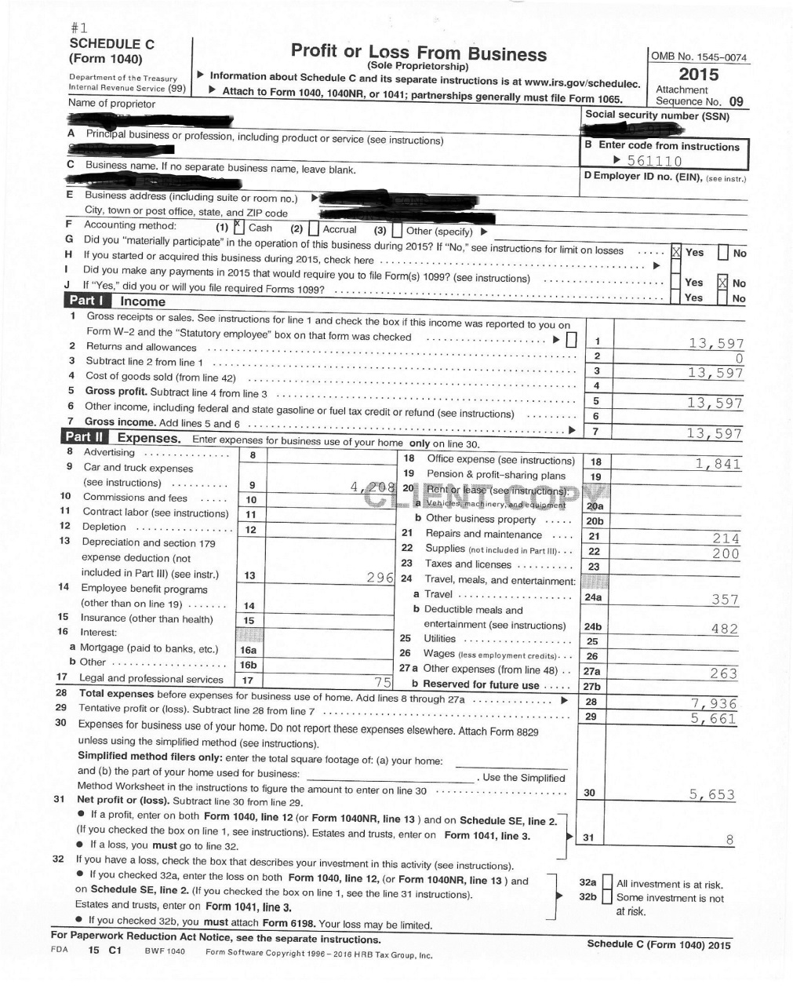 #1
SCHEDULE C
(Form 1040)
Department of the Treasury
Internal Revenue Service (99)
Profit or Loss From Business
(Sole Proprietorship)
▶ Information about Schedule C and its separate instructions is at www.irs.gov/schedulec.
▶ Attach to Form 1040, 1040NR, or 1041; partnerships generally must file Form 1065.
OMB No. 1545-0074
2015
Attachment
Sequence No. 09
Name of proprietor
Social security number (SSN)
A Principal business or profession, including product or service (see instructions)
B Enter code from instructions
▶ 561110
C Business name. If no separate business name, leave blank.
D Employer ID no. (EIN), (see instr.)
E Business address (including suite or room no.) ▶
City, town or post office, state, and ZIP code
F Accounting method: (1) X Cash (2) Accrual (3) Other (specify) ▶
G Did you "materially participate" in the operation of this business during 2015? If "No," see instructions for limit on losses ..... X Yes No
H If you started or acquired this business during 2015, check here ▶
I Did you make any payments in 2015 that would require you to file Form(s) 1099? (see instructions) Yes X No
J If "Yes," did you or will you file required Forms 1099? Yes No
Part I Income
1 Gross receipts or sales. See instructions for line 1 and check the box if this income was reported to you on
Form W-2 and the "Statutory employee" box on that form was checked ▶ 1 13,597
2 Returns and allowances 2 0
3 Subtract line 2 from line 1 3 13,597
4 Cost of goods sold (from line 42) 4
5 Gross profit. Subtract line 4 from line 3 5 13,597
6 Other income, including federal and state gasoline or fuel tax credit or refund (see instructions) 6
7 Gross income. Add lines 5 and 6 ▶ 7 13,597
Part II Expenses. Enter expenses for business use of your home only on line 30.
8 Advertising 8
9 Car and truck expenses
(see instructions) 9 4,208
10 Commissions and fees 10
11 Contract labor (see instructions) 11
12 Depletion 12
13 Depreciation and section 179
expense deduction (not
included in Part III) (see instr.) 13 296
14 Employee benefit programs
(other than on line 19) 14
15 Insurance (other than health) 15
16 Interest:
a Mortgage (paid to banks, etc.) 16a
b Other 16b
17 Legal and professional services 17 75
18 Office expense (see instructions) 18 1,841
19 Pension & profit-sharing plans 19
20 Rent or lease (see instructions):
CLIENT COPY
a Vehicles, machinery, and equipment 20a
b Other business property 20b
21 Repairs and maintenance 21 214
22 Supplies (not included in Part III) 22 200
23 Taxes and licenses 23
24 Travel, meals, and entertainment:
a Travel 24a 357
b Deductible meals and
entertainment (see instructions) 24b 482
25 Utilities 25
26 Wages (less employment credits) 26
27a Other expenses (from line 48) 27a 263
b Reserved for future use 27b
28 Total expenses before expenses for business use of home. Add lines 8 through 27a ▶ 28 7,936
29 Tentative profit or (loss). Subtract line 28 from line 7 29 5,661
30 Expenses for business use of your home. Do not report these expenses elsewhere. Attach Form 8829
unless using the simplified method (see instructions).
Simplified method filers only: enter the total square footage of: (a) your home:
and (b) the part of your home used for business: . Use the Simplified
Method Worksheet in the instructions to figure the amount to enter on line 30 30 5,653
31 Net profit or (loss). Subtract line 30 from line 29.
● If a profit, enter on both Form 1040, line 12 (or Form 1040NR, line 13 ) and on Schedule SE, line 2.
(If you checked the box on line 1, see instructions). Estates and trusts, enter on Form 1041, line 3. ▶ 31 8
● If a loss, you must go to line 32.
32 If you have a loss, check the box that describes your investment in this activity (see instructions).
● If you checked 32a, enter the loss on both Form 1040, line 12, (or Form 1040NR, line 13 ) and
on Schedule SE, line 2. (If you checked the box on line 1, see the line 31 instructions).
Estates and trusts, enter on Form 1041, line 3.
● If you checked 32b, you must attach Form 6198. Your loss may be limited.
32a All investment is at risk.
32b Some investment is not
at risk.
For Paperwork Reduction Act Notice, see the separate instructions.
Schedule C (Form 1040) 2015
FDA 15 C1 BWF 1040 Form Software Copyright 1996 - 2016 HRB Tax Group, Inc.